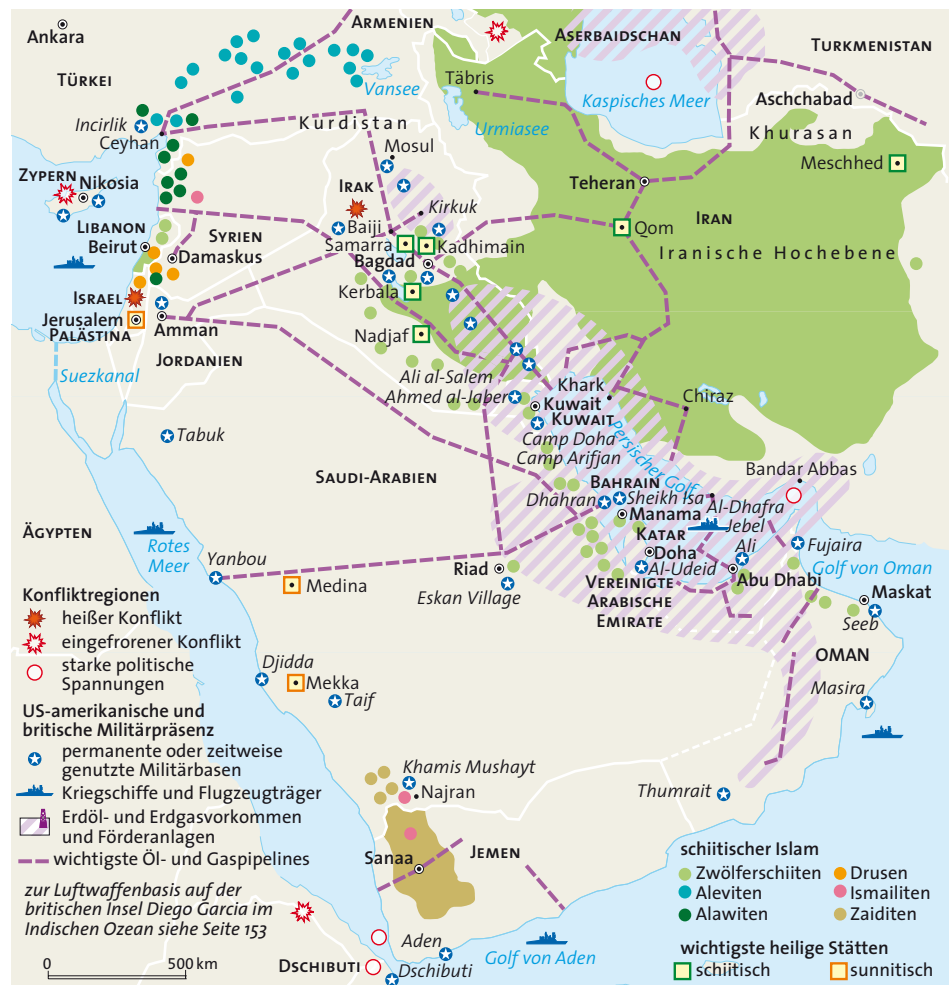 Ankara
TÜRKEI
ARMENIEN
ASERBAIDSCHAN
TURKMENISTAN
Vansee
Täbris
Urmiasee
Kaspisches Meer
Aschchabad
Khurasan
Meschhed
Incirlik
Ceyhan
Kurdistan
Mosul
ZYPERN
Nikosia
IRAK
Kirkuk
Teheran
IRAN
LIBANON
Beirut
SYRIEN
Damaskus
Baiji
Samarra
Kadhimain
Bagdad
Qom
Iranische Hochebene
Kerbala
ISRAEL
Jerusalem
PALÄSTINA
Amman
Nadjaf
JORDANIEN
Suezkanal
Ali al-Salem
Ahmed al-Jaber
Khark
Kuwait
KUWAIT
Chiraz
Camp Doha
Camp Ariffjan
Persischer Golf
Tabuk
SAUDI-ARABIEN
Bandar Abbas
BAHRAIN
Dhahran
Sheikh Isa
Manama
Al-Dhafra
Jebel
Ali
ÄGYPTEN
Rotes
Meer
KATAR
Doha
Al-Udeid
Fujaira
Golf von Oman
Yanbou
Medina
Riad
Eskan Village
Abu Dhabi
VEREINIGTE
ARABISCHE
EMIRATE
Maskat
Seeb
OMAN
Masira
Djidda
Mekka
Taif
Khamis Mushayt
Najran
Thumrait
Sanaa
JEMEN
Aden
Golf von Aden
DSCHIBUTI
Dschibuti
Konfliktregionen
heißer Konflikt
eingefrorener Konflikt
starke politische
Spannungen
US-amerikanische und
britische Militärpräsenz
permanente oder zeitweise
genutzte Militärbasen
Kriegschiffe und Flugzeugträger
Erdöl- und Erdgasvorkommen
und Förderanlagen
wichtigste Öl- und Gaspipelines
zur Luftwaffenbasis auf der
britischen Insel Diego Garcia im
Indischen Ozean siehe Seite 153
0 500 km
schiitischer Islam
Zwölferschiiten
Aleviten
Alawiten
Drusen
Ismailiten
Zaiditen
wichtigste heilige Stätten
schiitisch
sunnitisch